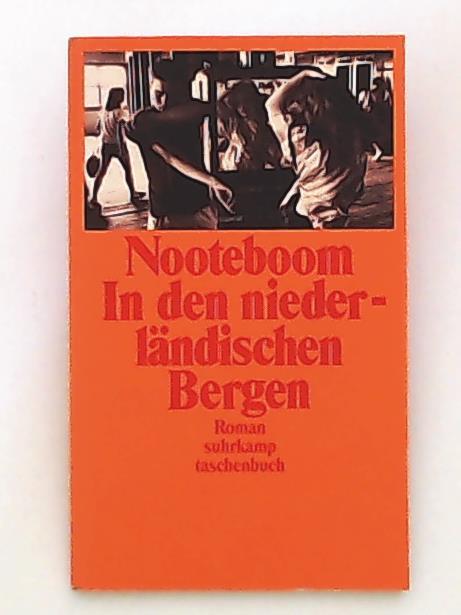 Nooteboom
In den nieder-
ländischen
Bergen
Roman
suhrkamp
taschenbuch